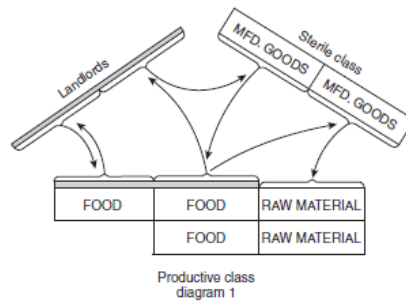 Landlords
MFD. GOODS
Sterile class
MFD. GOODS
FOOD FOOD RAW MATERIAL
FOOD RAW MATERIAL
Productive class
diagram 1